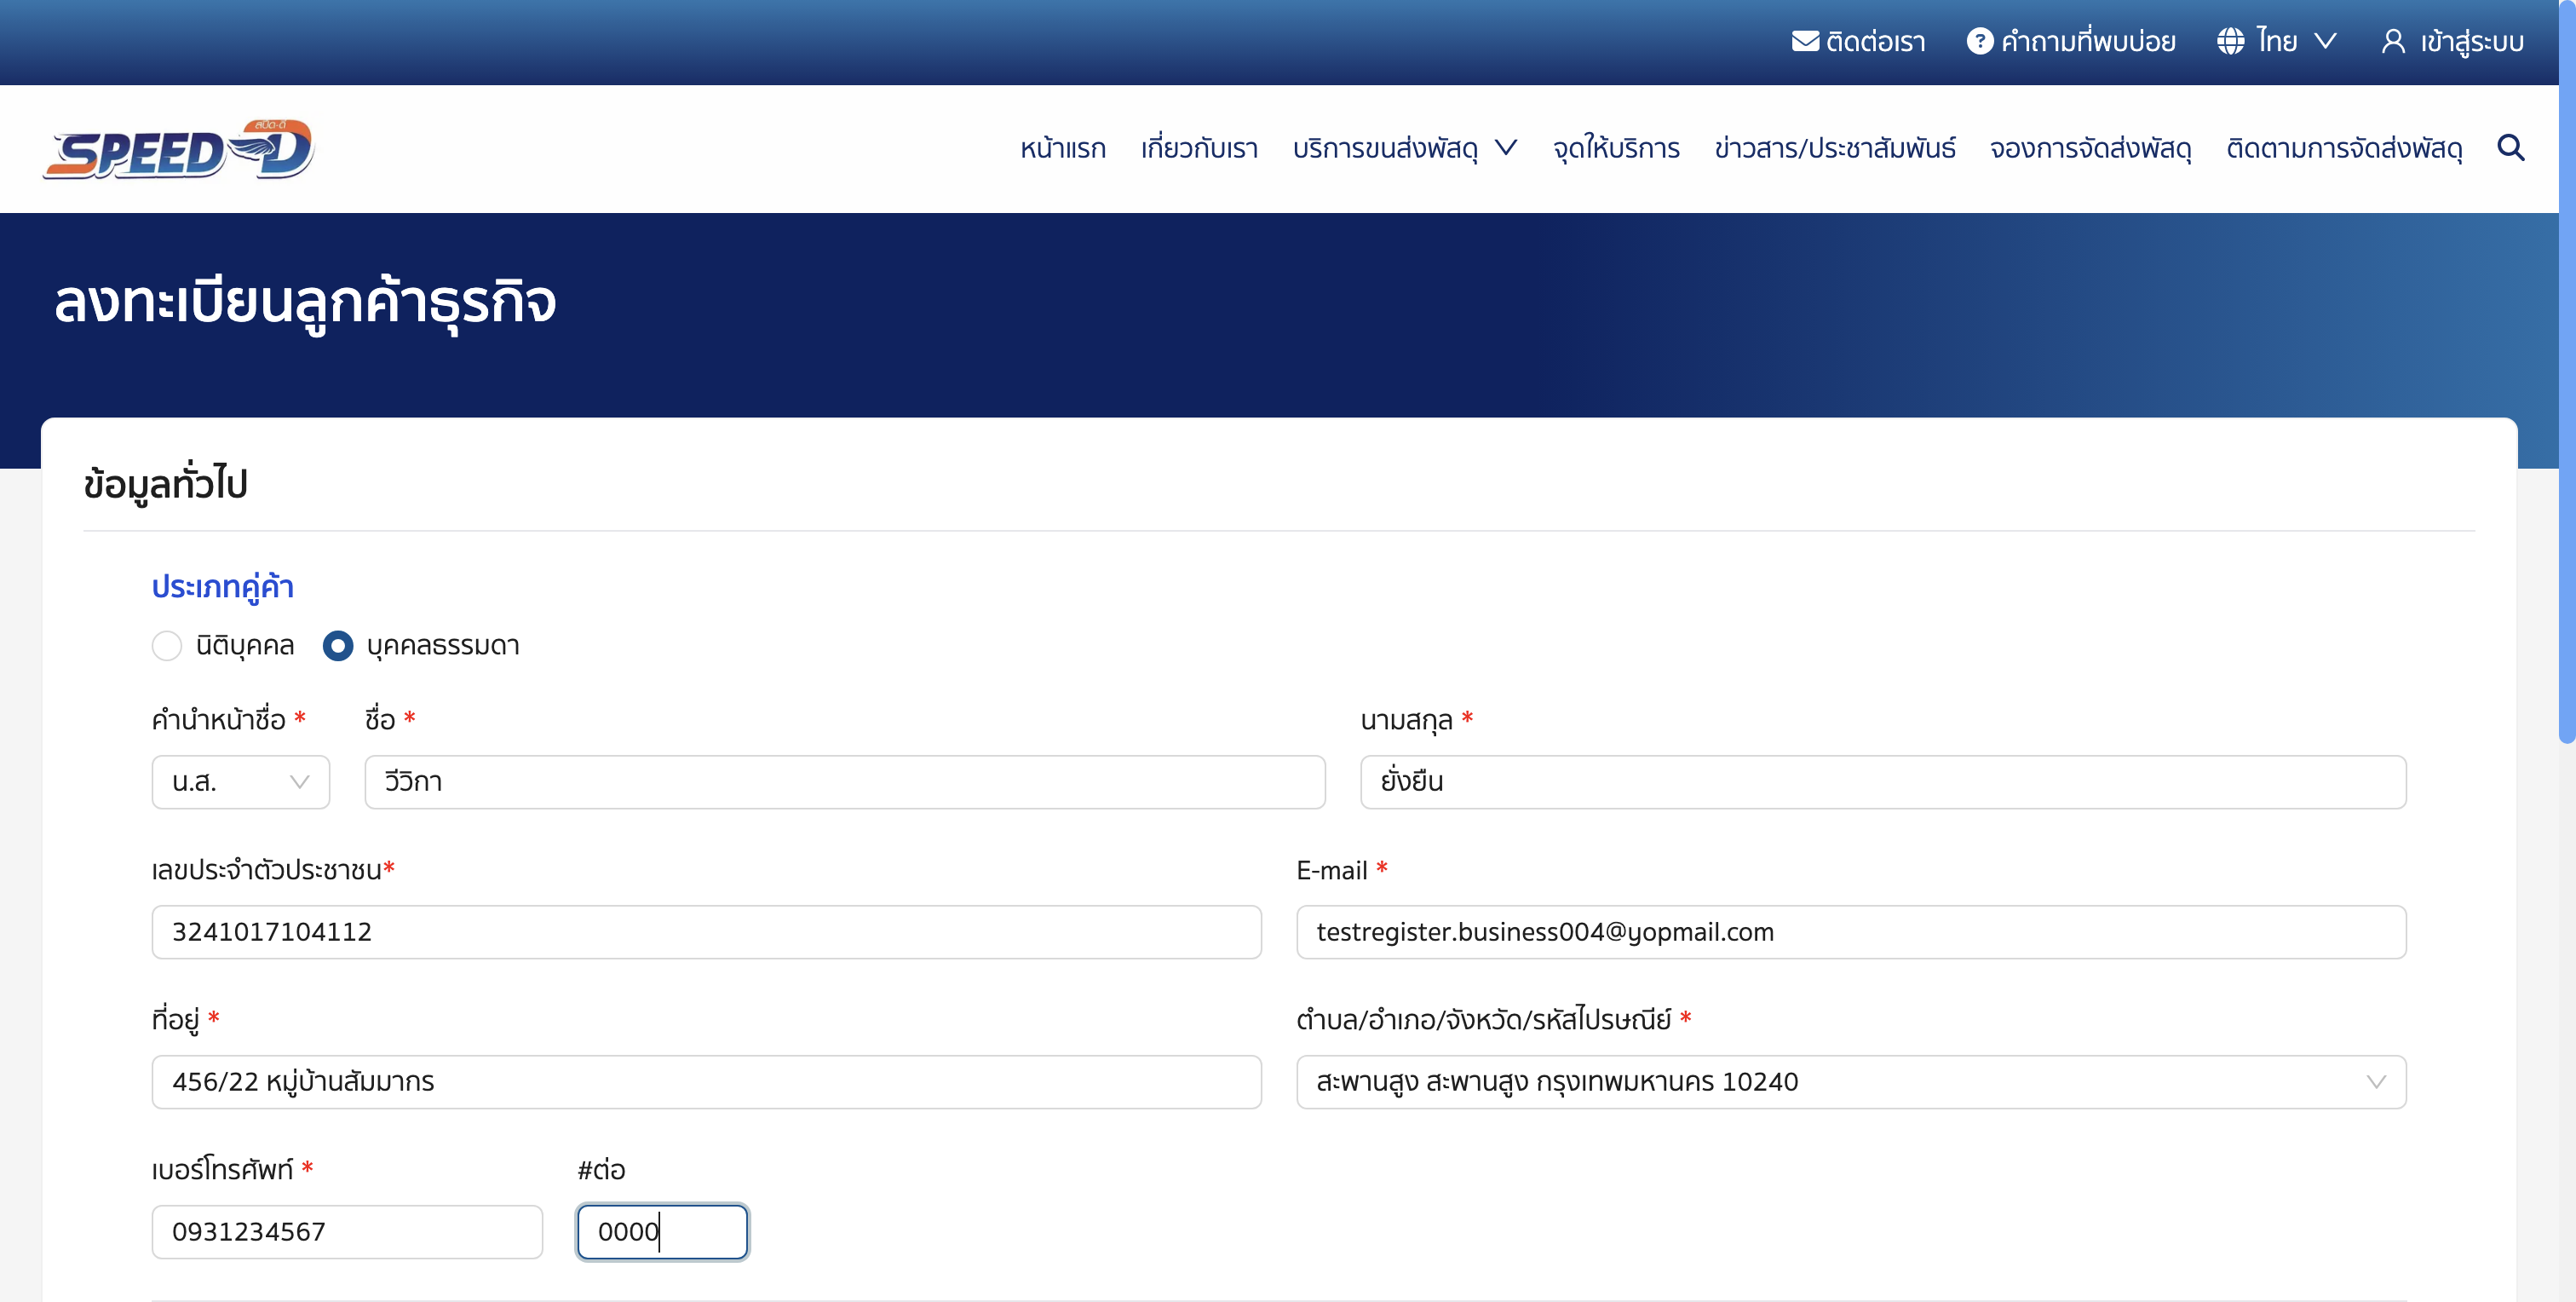 ติดต่อเรา คำถามที่พบบ่อย ไทย เข้าสู่ระบบ
สปีด-ดี
SPEED-D
หน้าแรก เกี่ยวกับเรา บริการขนส่งพัสดุ จุดให้บริการ ข่าวสาร/ประชาสัมพันธ์ จองการจัดส่งพัสดุ ติดตามการจัดส่งพัสดุ
ลงทะเบียนลูกค้าธุรกิจ
ข้อมูลทั่วไป
ประเภทคู่ค้า
นิติบุคคล บุคคลธรรมดา
คำนำหน้าชื่อ * ชื่อ * นามสกุล *
น.ส. วีวิกา ยั่งยืน
เลขประจำตัวประชาชน* E-mail *
3241017104112 testregister.business004@yopmail.com
ที่อยู่ * ตำบล/อำเภอ/จังหวัด/รหัสไปรษณีย์ *
456/22 หมู่บ้านสัมมากร สะพานสูง สะพานสูง กรุงเทพมหานคร 10240
เบอร์โทรศัพท์ * #ต่อ
0931234567 0000